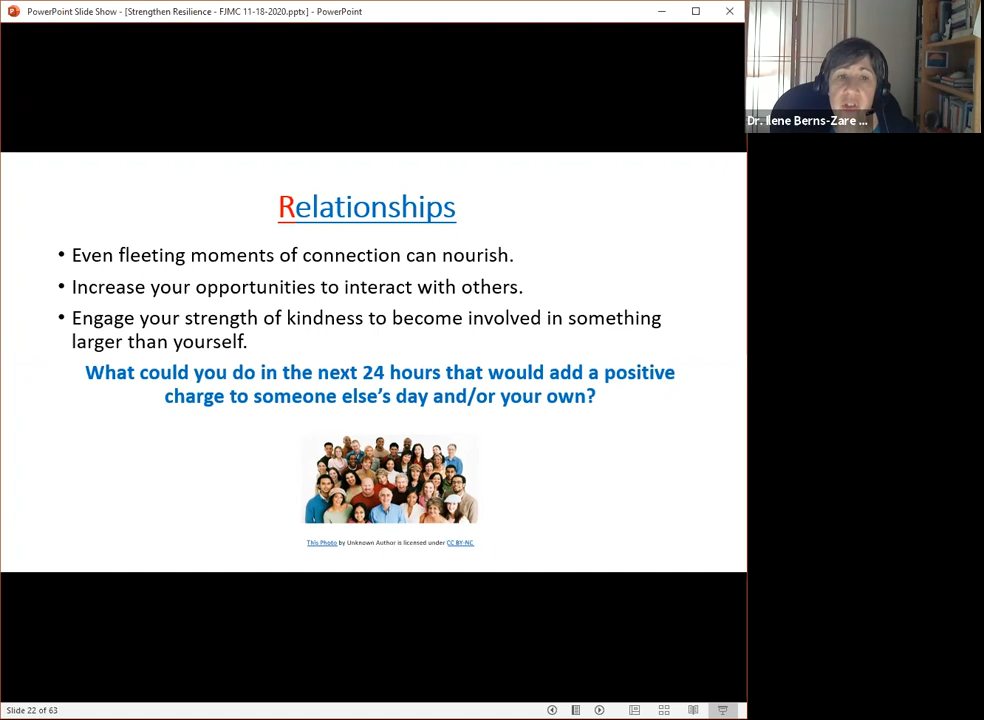 PowerPoint Slide Show - [Strengthen Resilience - FJMC 11-18-2020.pptx] - PowerPoint
Dr. Ilene Berns-Zare ...
Relationships
• Even fleeting moments of connection can nourish.
• Increase your opportunities to interact with others.
• Engage your strength of kindness to become involved in something
larger than yourself.
What could you do in the next 24 hours that would add a positive
charge to someone else's day and/or your own?
This Photo by Unknown Author is licensed under CC BY-NC
Slide 22 of 63